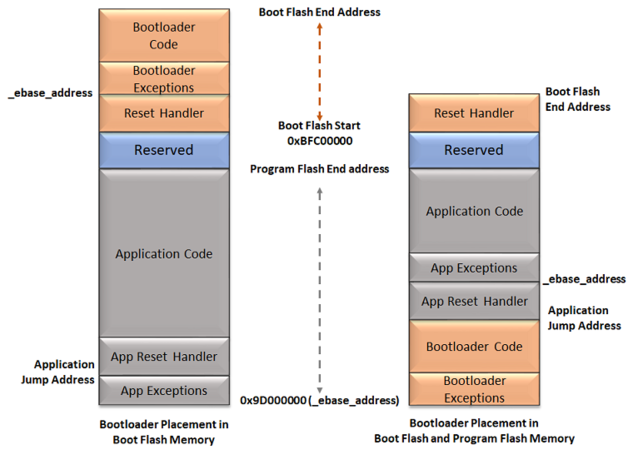 Bootloader
Code
Bootloader
Exceptions
_ebase_address
Reset Handler
Reserved
Application Code
App Reset Handler
Application
Jump Address
App Exceptions
Bootloader Placement in
Boot Flash Memory
Boot Flash End Address
Boot Flash Start
0xBFC00000
Program Flash End address
0x9D000000 (_ebase_address)
Boot Flash
End Address
Reset Handler
Reserved
Application Code
App Exceptions
_ebase_address
App Reset Handler
Application
Jump Address
Bootloader Code
Bootloader
Exceptions
Bootloader Placement in
Boot Flash and Program Flash Memory